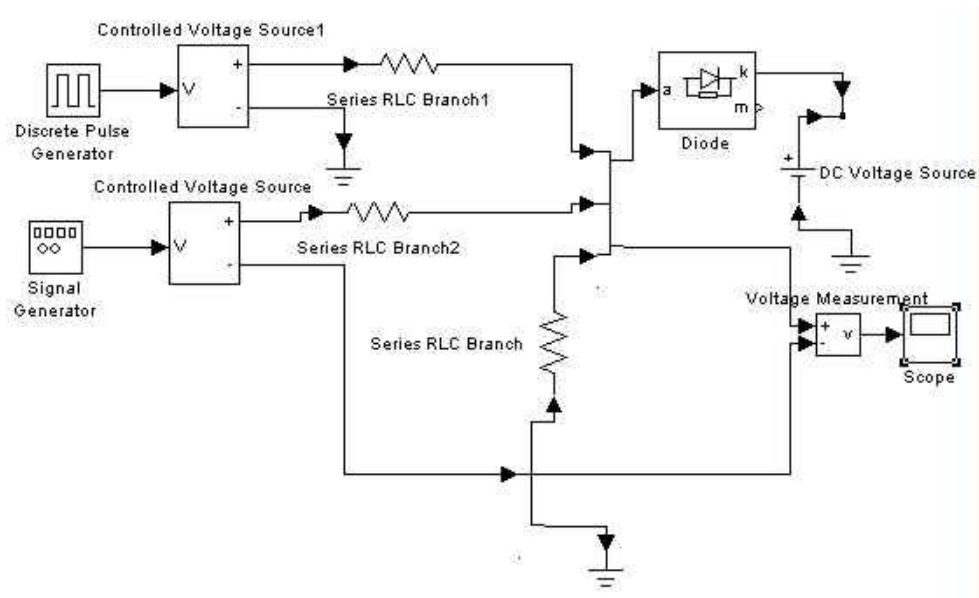 Controlled Voltage Source1
+
V
-
Series RLC Branch1
Discrete Pulse
Generator
a
k
m
Diode
Controlled Voltage Source
+
V
-
Series RLC Branch2
Signal
Generator
+
DC Voltage Source
Series RLC Branch
Voltage Measurement
+
-
v
Scope